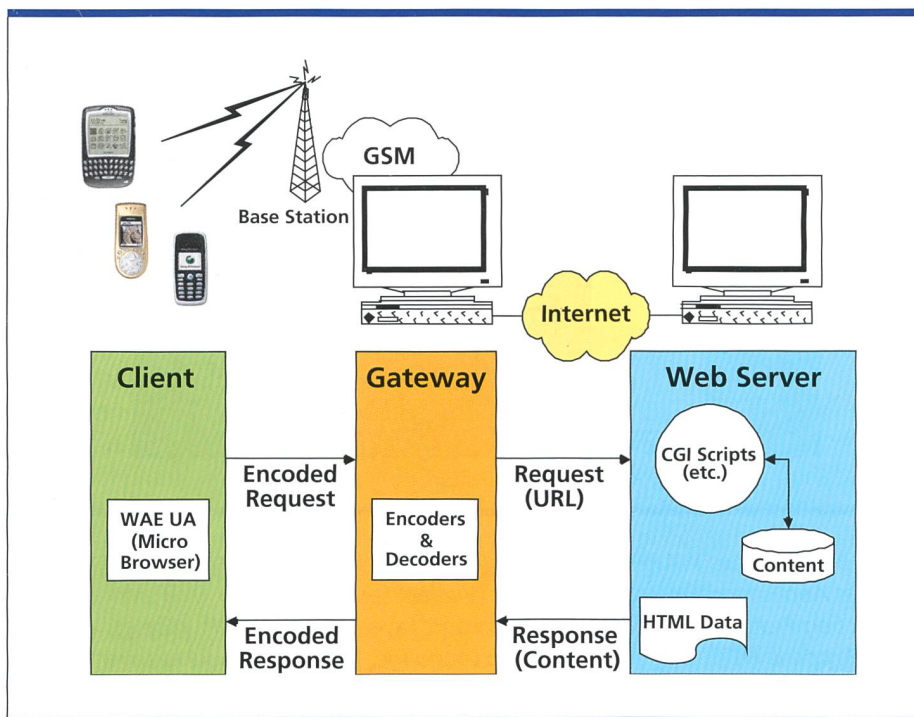 GSM
Base Station
Internet
Client
Gateway
Web Server
Encoded
Request
Request
(URL)
CGI Scripts
(etc.)
WAE UA
(Micro
Browser)
Encoders
&
Decoders
Content
HTML Data
Encoded
Response
Response
(Content)